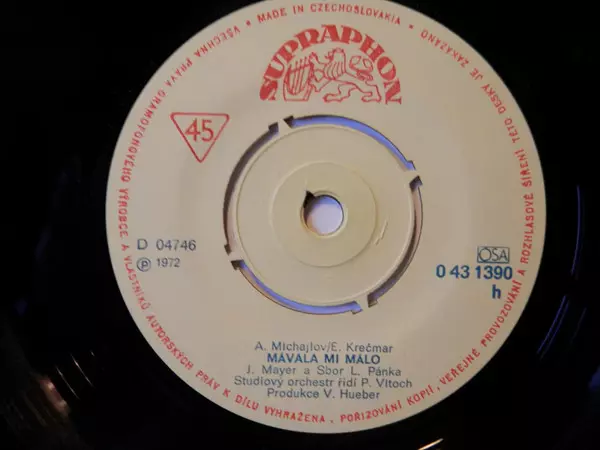 MADE IN CZECHOSLOVAKIA
VŠECHNA PRÁVA GRAMOFONOVÉHO VÝROBCE A VLASTNÍKŮ AUTORSKÝCH PRÁV K DÍLU VYHRAŽENA, POŘIZOVÁNÍ KOPIÍ, VEŘEJNÉ PROVOZOVÁNÍ A ROZHLASOVÉ ŠÍŘENÍ TÉTO DESKY JE ZAKÁZÁNO
SUPRAPHON
45
D 04746
℗ 1972
OSA
0 43 1390
h
A. Michajlov/E. Krečmar
MÁVALA MI MÁLO
J. Mayer a Sbor L. Pánka
Studiový orchestr řídí P. Vitoch
Produkce V. Hueber